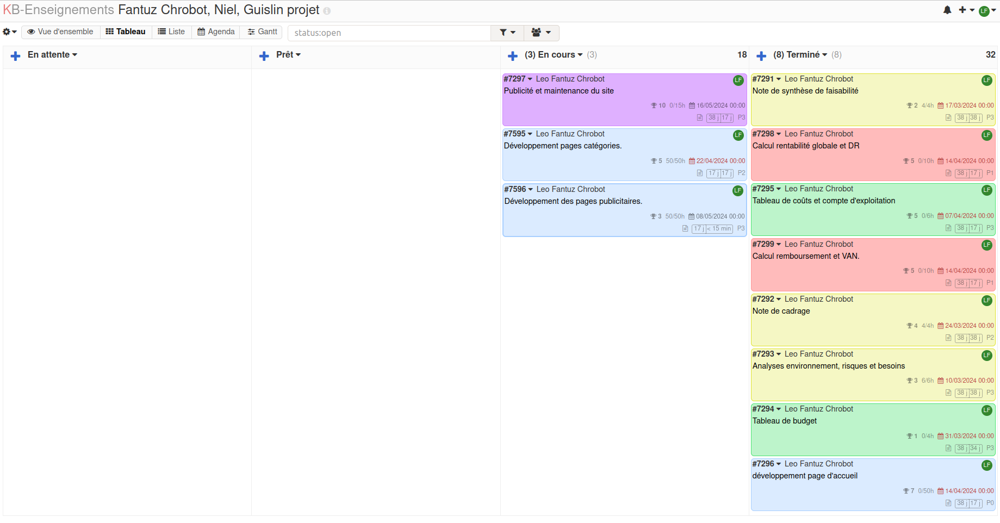 KB-Enseignements Fantuz Chrobot, Niel, Guislin projet
LF
Vue d'ensemble Tableau Liste Agenda Gantt status:open
En attente
Prêt
(3) En cours (3) 18
#7297 Leo Fantuz Chrobot LF
Publicité et maintenance du site
10 0/15h 16/05/2024 00:00
38 j 17 j P3
#7595 Leo Fantuz Chrobot LF
Développement pages catégories.
5 50/50h 22/04/2024 00:00
17 j 17 j P2
#7596 Leo Fantuz Chrobot LF
Développement des pages publicitaires.
3 50/50h 08/05/2024 00:00
17 j < 15 min P3
(8) Terminé (8) 32
#7291 Leo Fantuz Chrobot LF
Note de synthèse de faisabilité
2 4/4h 17/03/2024 00:00
38 j 38 j P3
#7298 Leo Fantuz Chrobot LF
Calcul rentabilité globale et DR
5 0/10h 14/04/2024 00:00
38 j 17 j P1
#7295 Leo Fantuz Chrobot LF
Tableau de coûts et compte d'exploitation
5 0/6h 07/04/2024 00:00
38 j 17 j P3
#7299 Leo Fantuz Chrobot LF
Calcul remboursement et VAN.
5 0/10h 14/04/2024 00:00
38 j 17 j P1
#7292 Leo Fantuz Chrobot LF
Note de cadrage
4 4/4h 24/03/2024 00:00
38 j 38 j P2
#7293 Leo Fantuz Chrobot LF
Analyses environnement, risques et besoins
3 6/6h 10/03/2024 00:00
38 j 38 j P3
#7294 Leo Fantuz Chrobot LF
Tableau de budget
1 0/4h 31/03/2024 00:00
38 j 34 j P3
#7296 Leo Fantuz Chrobot LF
développement page d'accueil
7 0/50h 14/04/2024 00:00
38 j 17 j P0